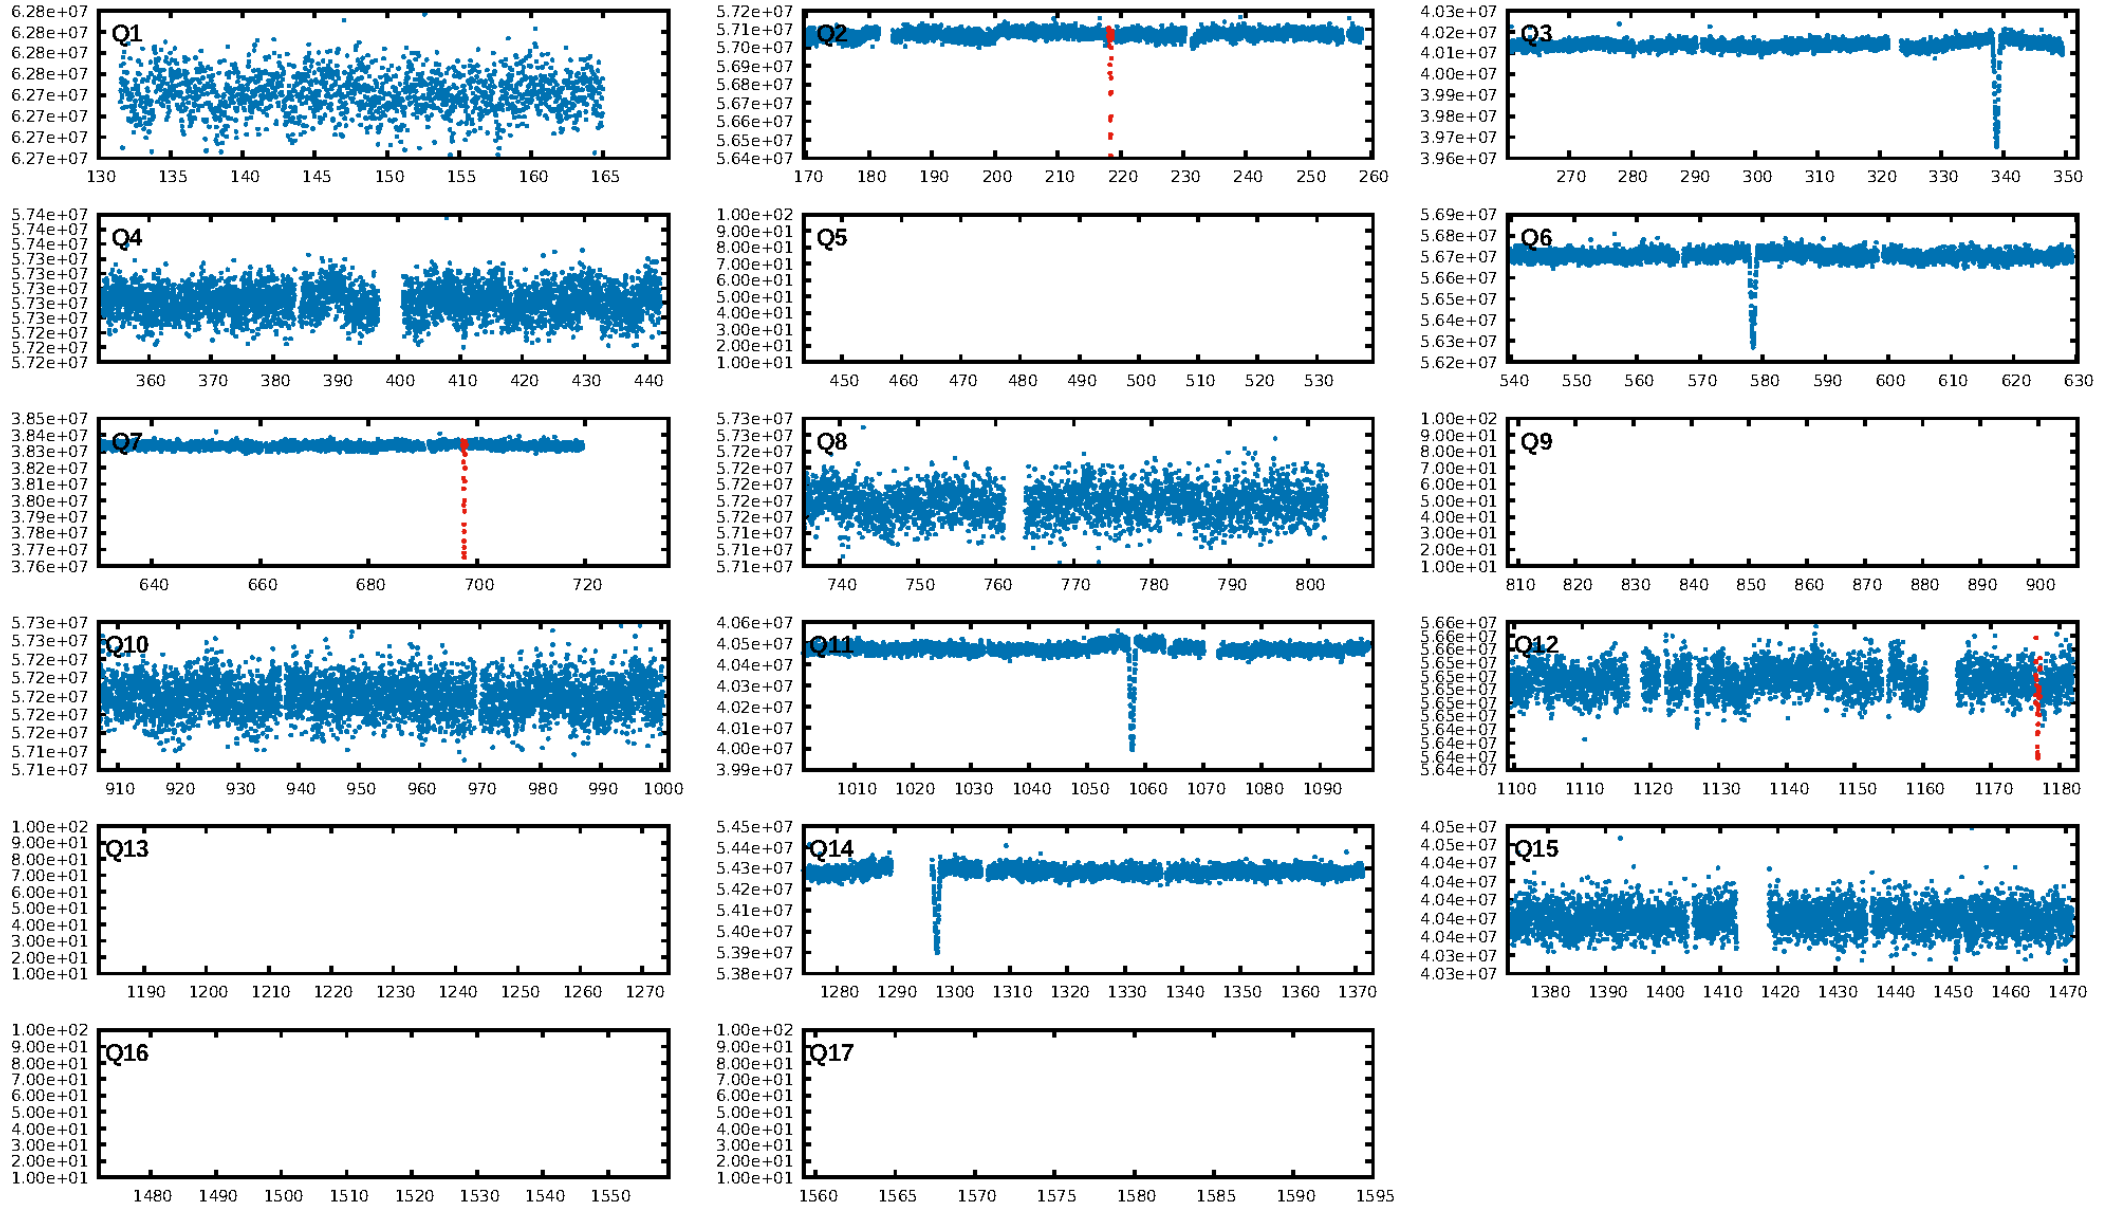 6.28e+07 6.28e+07 6.28e+07 6.28e+07 6.27e+07 6.27e+07 6.27e+07 6.27e+07
Q1
130 135 140 145 150 155 160 165
5.72e+07 5.71e+07 5.70e+07 5.69e+07 5.68e+07 5.67e+07 5.66e+07 5.65e+07 5.64e+07
Q2
170 180 190 200 210 220 230 240 250 260
4.03e+07 4.02e+07 4.01e+07 4.00e+07 3.99e+07 3.98e+07 3.97e+07 3.96e+07
Q3
270 280 290 300 310 320 330 340 350
5.74e+07 5.74e+07 5.74e+07 5.73e+07 5.73e+07 5.73e+07 5.73e+07 5.73e+07 5.72e+07 5.72e+07 5.72e+07
Q4
360 370 380 390 400 410 420 430 440
1.00e+02 9.00e+01 8.00e+01 7.00e+01 6.00e+01 5.00e+01 4.00e+01 3.00e+01 2.00e+01 1.00e+01
Q5
450 460 470 480 490 500 510 520 530
5.69e+07 5.68e+07 5.67e+07 5.66e+07 5.65e+07 5.64e+07 5.63e+07 5.62e+07
Q6
540 550 560 570 580 590 600 610 620 630
3.85e+07 3.84e+07 3.83e+07 3.82e+07 3.81e+07 3.80e+07 3.79e+07 3.78e+07 3.77e+07 3.76e+07
Q7
640 660 680 700 720
5.73e+07 5.73e+07 5.72e+07 5.72e+07 5.72e+07 5.72e+07 5.71e+07 5.71e+07
Q8
740 750 760 770 780 790 800
1.00e+02 9.00e+01 8.00e+01 7.00e+01 6.00e+01 5.00e+01 4.00e+01 3.00e+01 2.00e+01 1.00e+01
Q9
810 820 830 840 850 860 870 880 890 900
5.73e+07 5.73e+07 5.72e+07 5.72e+07 5.72e+07 5.72e+07 5.71e+07 5.71e+07
Q10
910 920 930 940 950 960 970 980 990 1000
4.06e+07 4.05e+07 4.04e+07 4.03e+07 4.02e+07 4.01e+07 4.00e+07 3.99e+07
Q11
1010 1020 1030 1040 1050 1060 1070 1080 1090
5.66e+07 5.66e+07 5.66e+07 5.65e+07 5.65e+07 5.65e+07 5.65e+07 5.65e+07 5.64e+07 5.64e+07 5.64e+07
Q12
1100 1110 1120 1130 1140 1150 1160 1170 1180
1.00e+02 9.00e+01 8.00e+01 7.00e+01 6.00e+01 5.00e+01 4.00e+01 3.00e+01 2.00e+01 1.00e+01
Q13
1190 1200 1210 1220 1230 1240 1250 1260 1270
5.45e+07 5.44e+07 5.43e+07 5.42e+07 5.41e+07 5.40e+07 5.39e+07 5.38e+07
Q14
1280 1290 1300 1310 1320 1330 1340 1350 1360 1370
4.05e+07 4.05e+07 4.04e+07 4.04e+07 4.04e+07 4.04e+07 4.04e+07 4.03e+07 4.03e+07
Q15
1380 1390 1400 1410 1420 1430 1440 1450 1460 1470
1.00e+02 9.00e+01 8.00e+01 7.00e+01 6.00e+01 5.00e+01 4.00e+01 3.00e+01 2.00e+01 1.00e+01
Q16
1480 1490 1500 1510 1520 1530 1540 1550
1.00e+02 9.00e+01 8.00e+01 7.00e+01 6.00e+01 5.00e+01 4.00e+01 3.00e+01 2.00e+01 1.00e+01
Q17
1560 1565 1570 1575 1580 1585 1590 1595